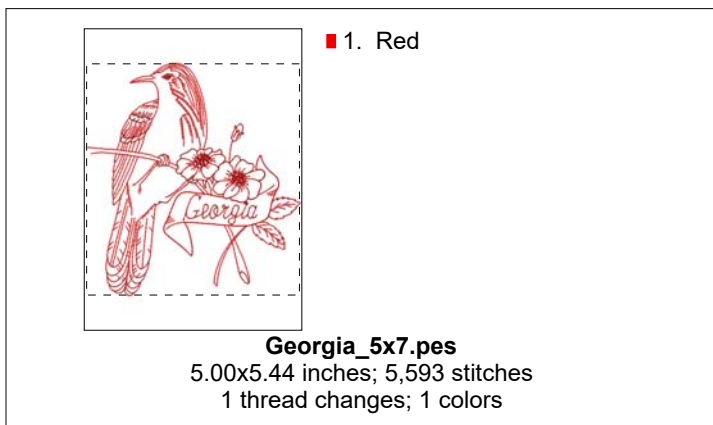 1. Red
Georgia
Georgia_5x7.pes
5.00x5.44 inches; 5,593 stitches
1 thread changes; 1 colors